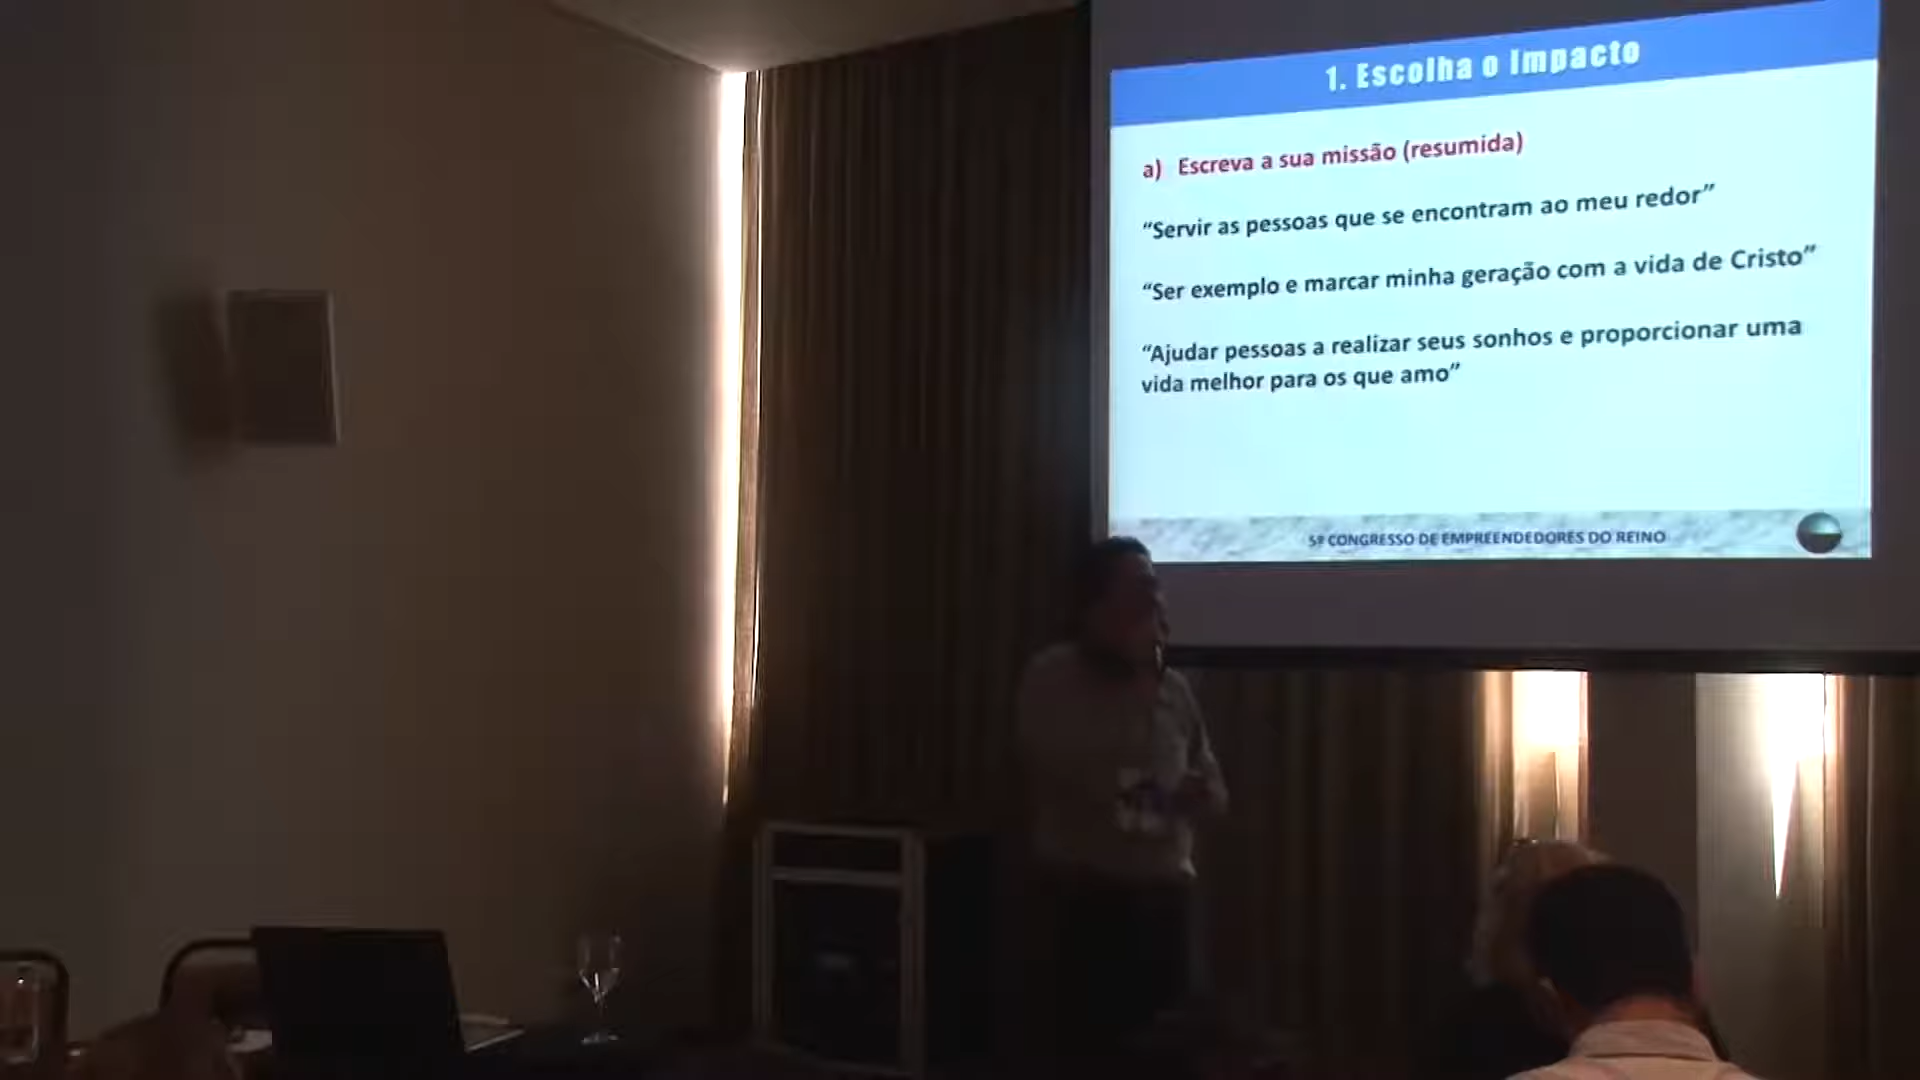 1. Escolha o Impacto
a) Escreva a sua missão (resumida)
“Servir as pessoas que se encontram ao meu redor”
“Ser exemplo e marcar minha geração com a vida de Cristo”
“Ajudar pessoas a realizar seus sonhos e proporcionar uma
vida melhor para os que amo”
5º CONGRESSO DE EMPREENDEDORES DO REINO